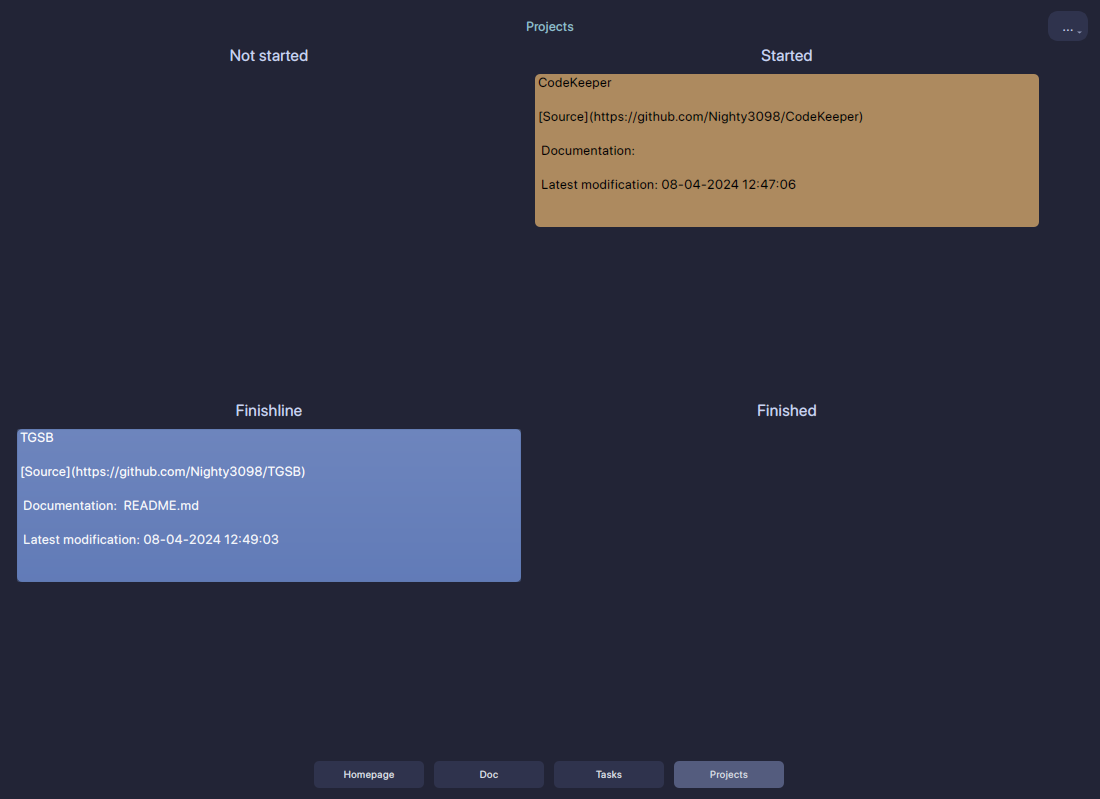 Projects
...
Not started
Started
CodeKeeper
[Source](https://github.com/Nighty3098/CodeKeeper)
Documentation:
Latest modification: 08-04-2024 12:47:06
Finishline
Finished
TGSB
[Source](https://github.com/Nighty3098/TGSB)
Documentation:  README.md
Latest modification: 08-04-2024 12:49:03
Homepage
Doc
Tasks
Projects